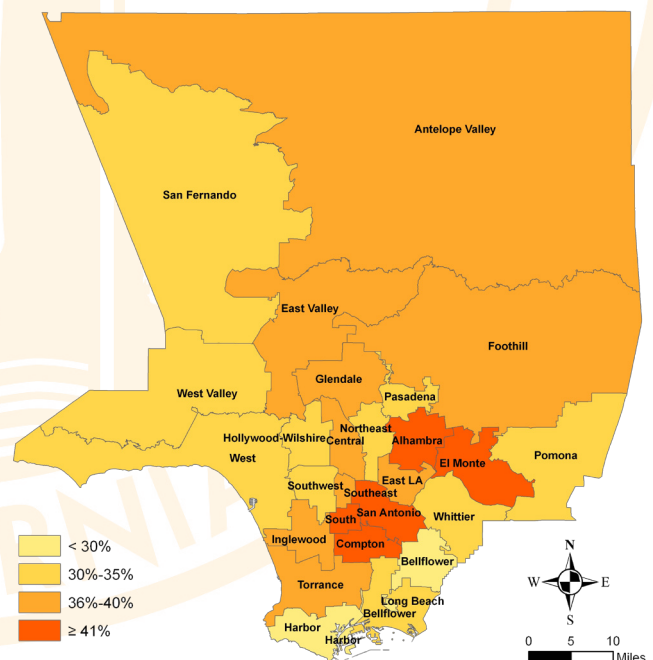 Antelope Valley
San Fernando
East Valley
Foothill
Glendale
West Valley
Pasadena
Northeast
Hollywood-Wilshire
Central
Alhambra
West
El Monte
Pomona
Southwest
East LA
Southeast
South
San Antonio
Whittier
Inglewood
Compton
Bellflower
Torrance
Long Beach
Bellflower
Harbor
Harbor
< 30%
30%-35%
36%-40%
≥ 41%
N
W
E
S
0 5 10
Miles